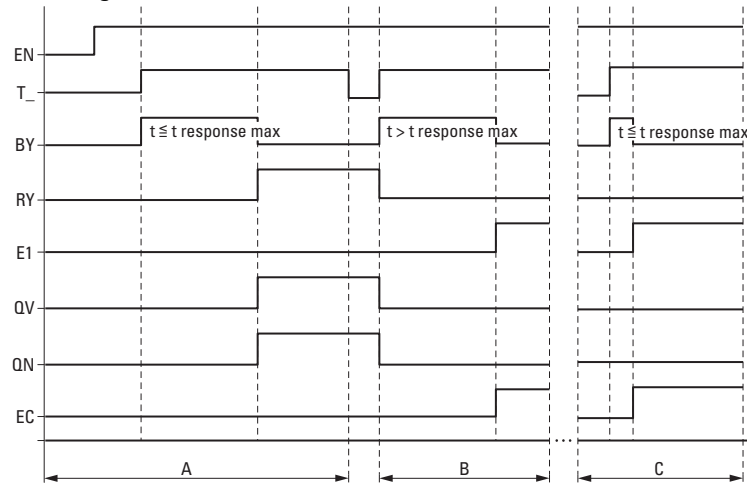 EN
T_
BY
t ≦ t response max
t > t response max
t ≦ t response max
RY
E1
QV
QN
EC
...
A
B
C